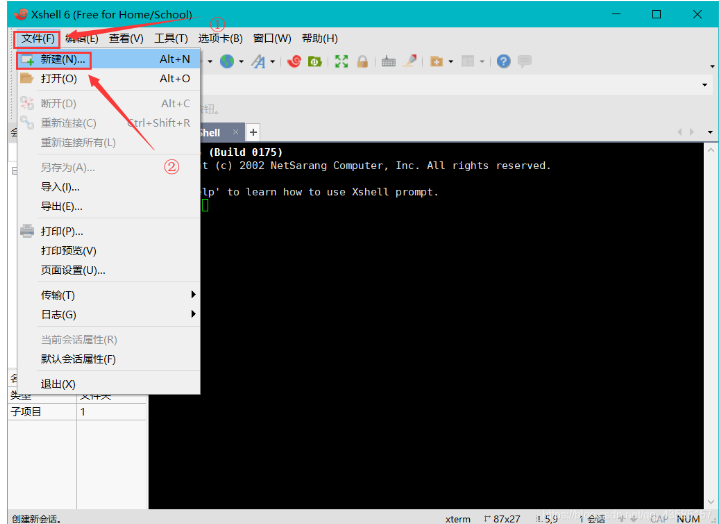 Xshell 6 (Free for Home/School)
①
文件(F) 编辑(E) 查看(V) 工具(T) 选项卡(B) 窗口(W) 帮助(H)
新建(N)... Alt+N
打开(O) Alt+O
断开(D) Alt+C
钮。
重新连接(C) Ctrl+Shift+R
重新连接所有(L)
hell × +
(Build 0175)
t (c) 2002 NetSarang Computer, Inc. All rights reserved.
另存为(A)...
②
导入(I)...
lp' to learn how to use Xshell prompt.
导出(E)...
打印(P)...
打印预览(V)
页面设置(U)...
传输(T)
日志(G)
当前会话属性(R)
默认会话属性(F)
退出(X)
类型 文件夹
子项目 1
创建新会话。 xterm 87x27 5,9 1 会话 CAP NUM